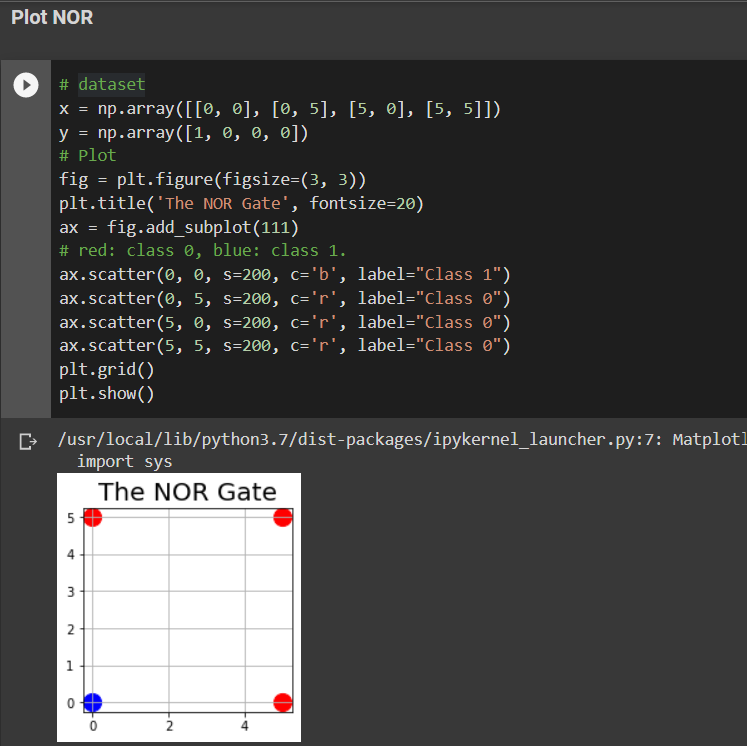 Plot NOR
# dataset
x = np.array([[0, 0], [0, 5], [5, 0], [5, 5]])
y = np.array([1, 0, 0, 0])
# Plot
fig = plt.figure(figsize=(3, 3))
plt.title('The NOR Gate', fontsize=20)
ax = fig.add_subplot(111)
# red: class 0, blue: class 1.
ax.scatter(0, 0, s=200, c='b', label="Class 1")
ax.scatter(0, 5, s=200, c='r', label="Class 0")
ax.scatter(5, 0, s=200, c='r', label="Class 0")
ax.scatter(5, 5, s=200, c='r', label="Class 0")
plt.grid()
plt.show()
/usr/local/lib/python3.7/dist-packages/ipykernel_launcher.py:7: Matplotl
import sys
The NOR Gate
5
4
3
2
1
0
0 2 4